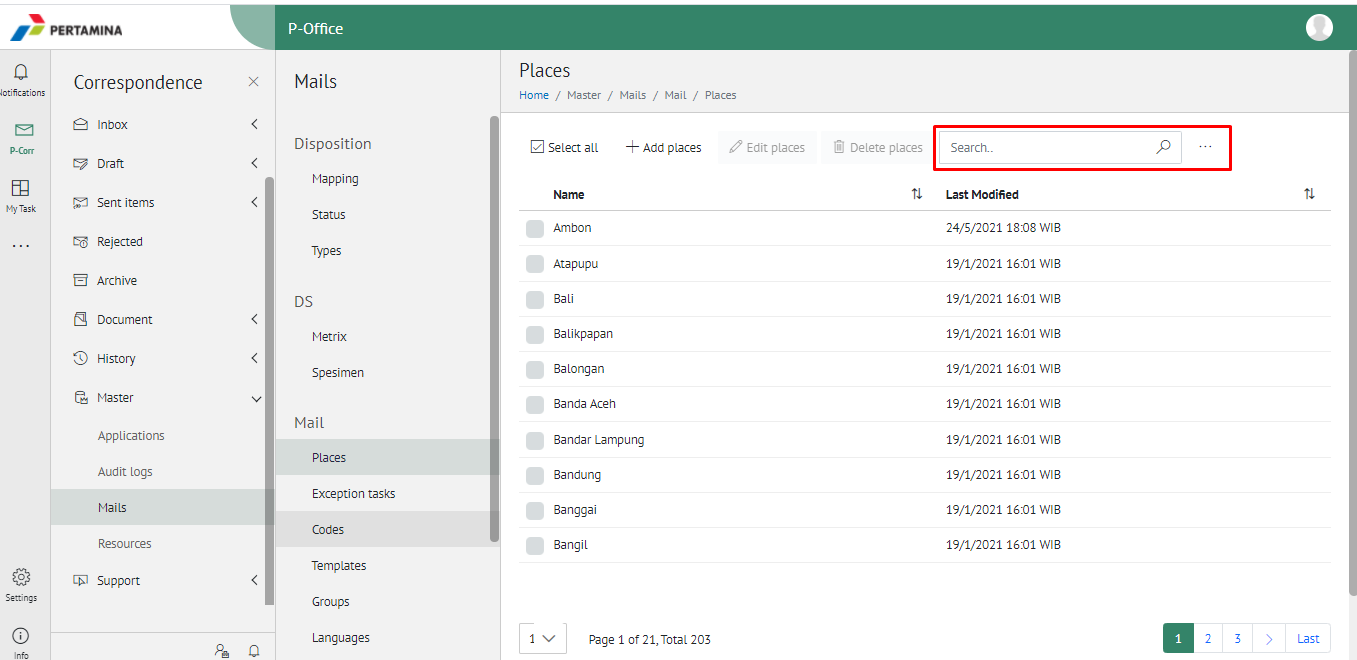 PERTAMINA
P-Office
Notifications
P-Corr
My Task
Settings
Info
Correspondence
Inbox
Draft
Sent items
Rejected
Archive
Document
History
Master
Applications
Audit logs
Mails
Resources
Support
Mails
Disposition
Mapping
Status
Types
DS
Metrix
Spesimen
Mail
Places
Exception tasks
Codes
Templates
Groups
Languages
Places
Home / Master / Mails / Mail / Places
Select all Add places Edit places Delete places Search.. ...
Name Last Modified
Ambon 24/5/2021 18:08 WIB
Atapupu 19/1/2021 16:01 WIB
Bali 19/1/2021 16:01 WIB
Balikpapan 19/1/2021 16:01 WIB
Balongan 19/1/2021 16:01 WIB
Banda Aceh 19/1/2021 16:01 WIB
Bandar Lampung 19/1/2021 16:01 WIB
Bandung 19/1/2021 16:01 WIB
Banggai 19/1/2021 16:01 WIB
Bangil 19/1/2021 16:01 WIB
1 Page 1 of 21, Total 203 1 2 3 > Last